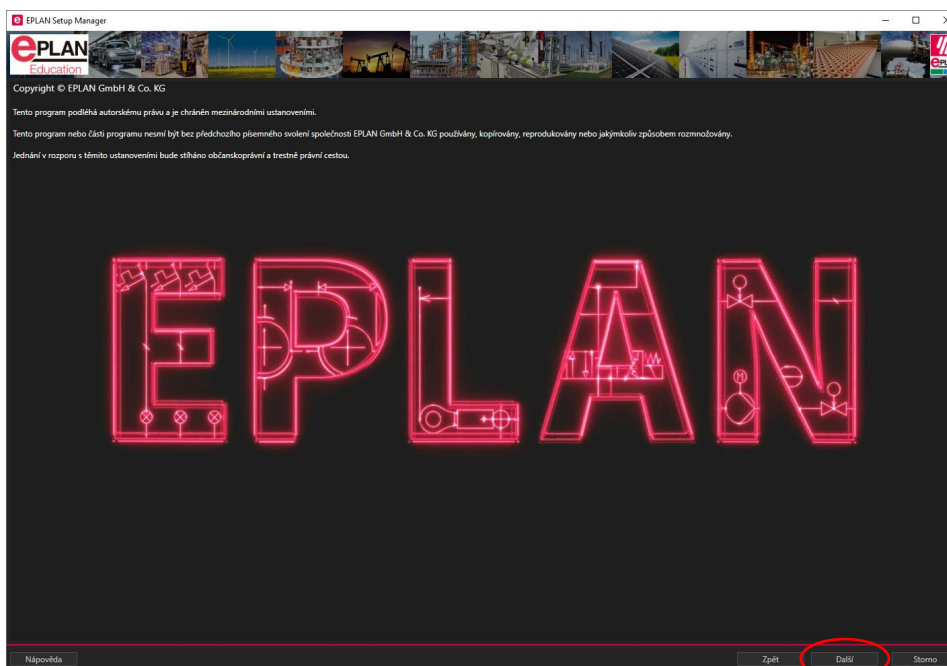 EPLAN Setup Manager
ePLAN
Education
Copyright © EPLAN GmbH & Co. KG
Tento program podléhá autorskému právu a je chráněn mezinárodními ustanoveními.
Tento program nebo části programu nesmí být bez předchozího písemného svolení společnosti EPLAN GmbH & Co. KG používány, kopírovány, reprodukovány nebo jakýmkoliv způsobem rozmnožovány.
Jednání v rozporu s těmito ustanoveními bude stíháno občanskoprávní a trestně právní cestou.
EPLAN
M
Nápověda Zpět Další Storno